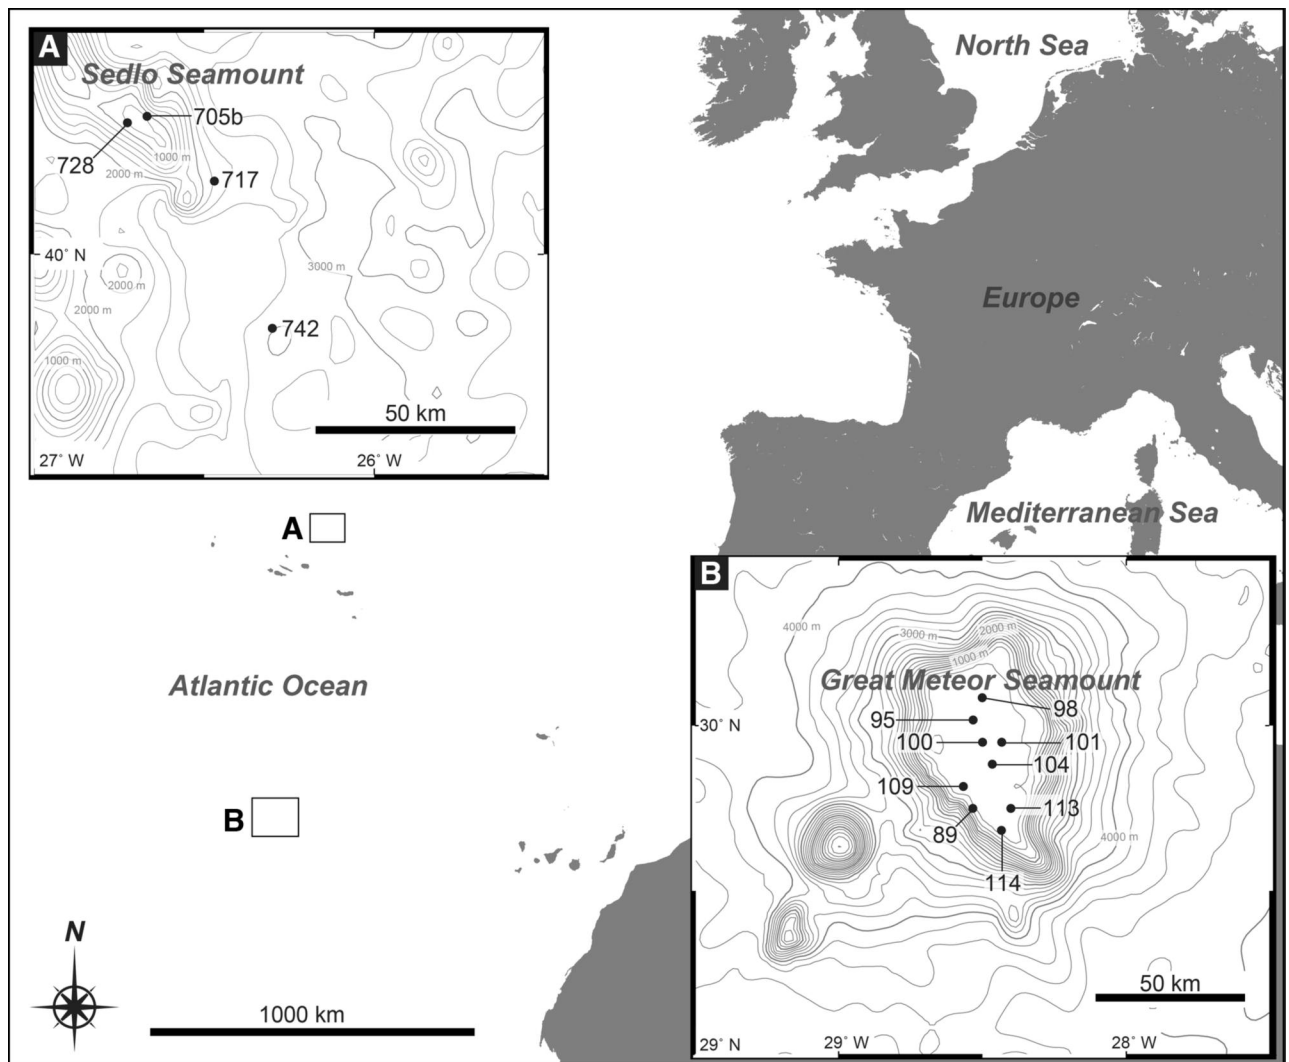 A
Sedlo Seamount
705b
728
1000 m
2000 m
717
40° N
3000 m
2000 m
2000 m
742
1000 m
50 km
27° W
26° W
North Sea
Europe
Mediterranean Sea
A
Atlantic Ocean
B
N
1000 km
B
4000 m
3000 m
2000 m
1000 m
Great Meteor Seamount
98
95
30° N
100
101
104
109
113
89
4000 m
114
50 km
29° N
29° W
28° W